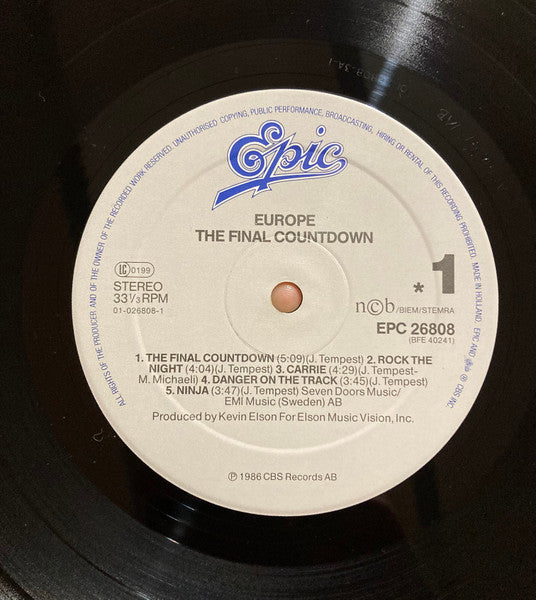 ALL RIGHTS OF THE PRODUCER AND OF THE OWNER OF THE RECORDED WORK RESERVED. UNAUTHORISED COPYING, PUBLIC PERFORMANCE, BROADCASTING, HIRING OR RENTAL OF THIS RECORDING PROHIBITED. MADE IN HOLLAND. EPIC AND
® CBS INC
Epic
EUROPE
THE FINAL COUNTDOWN
LC 0199
STEREO
33 1/3 RPM
01-026808-1
* 1
n©b/BIEM/STEMRA
EPC 26808
(BFE 40241)
1. THE FINAL COUNTDOWN (5:09)(J. Tempest) 2. ROCK THE
NIGHT (4:04)(J. Tempest) 3. CARRIE (4:29)(J. Tempest-
M. Michaeli) 4. DANGER ON THE TRACK (3:45)(J. Tempest)
5. NINJA (3:47)(J. Tempest) Seven Doors Music/
EMI Music (Sweden) AB
Produced by Kevin Elson For Elson Music Vision, Inc.
℗ 1986 CBS Records AB